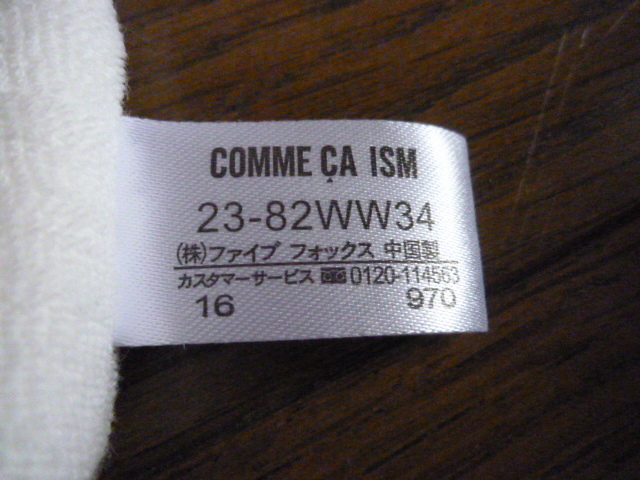 COMME ÇA ISM
23-82WW34
(株)ファイブ フォックス 中国製
カスタマーサービス 0120-114563
16 970